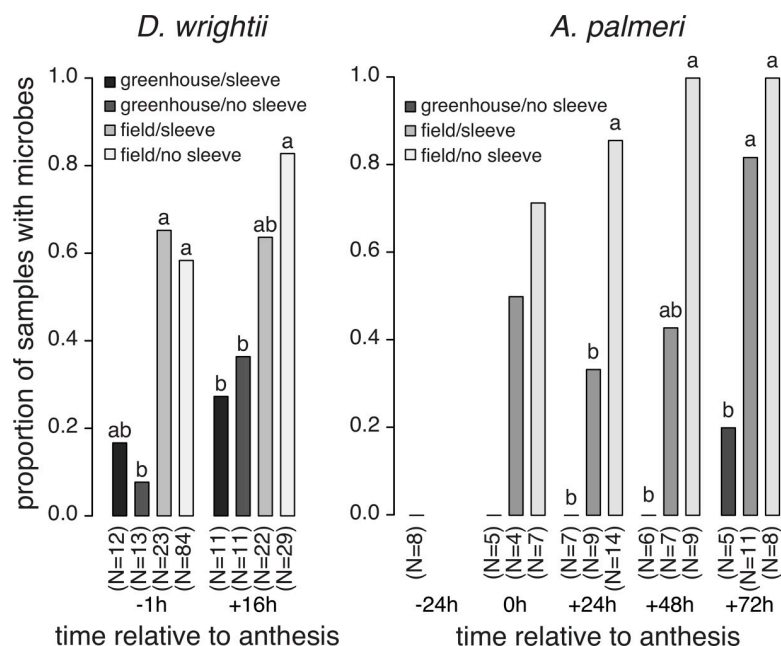 D. wrightii
greenhouse/sleeve
greenhouse/no sleeve
field/sleeve
field/no sleeve
proportion of samples with microbes
1.0
0.8
0.6
0.4
0.2
0.0
ab
b
a
a
b
b
ab
a
(N=12)
(N=13)
(N=23)
(N=84)
(N=11)
(N=11)
(N=22)
(N=29)
-1h
+16h
time relative to anthesis
A. palmeri
greenhouse/no sleeve
field/sleeve
field/no sleeve
1.0
0.8
0.6
0.4
0.2
0.0
b
b
a
b
ab
a
b
a
a
(N=8)
(N=5)
(N=4)
(N=7)
(N=7)
(N=9)
(N=14)
(N=6)
(N=7)
(N=9)
(N=5)
(N=11)
(N=8)
-24h
0h
+24h
+48h
+72h
time relative to anthesis